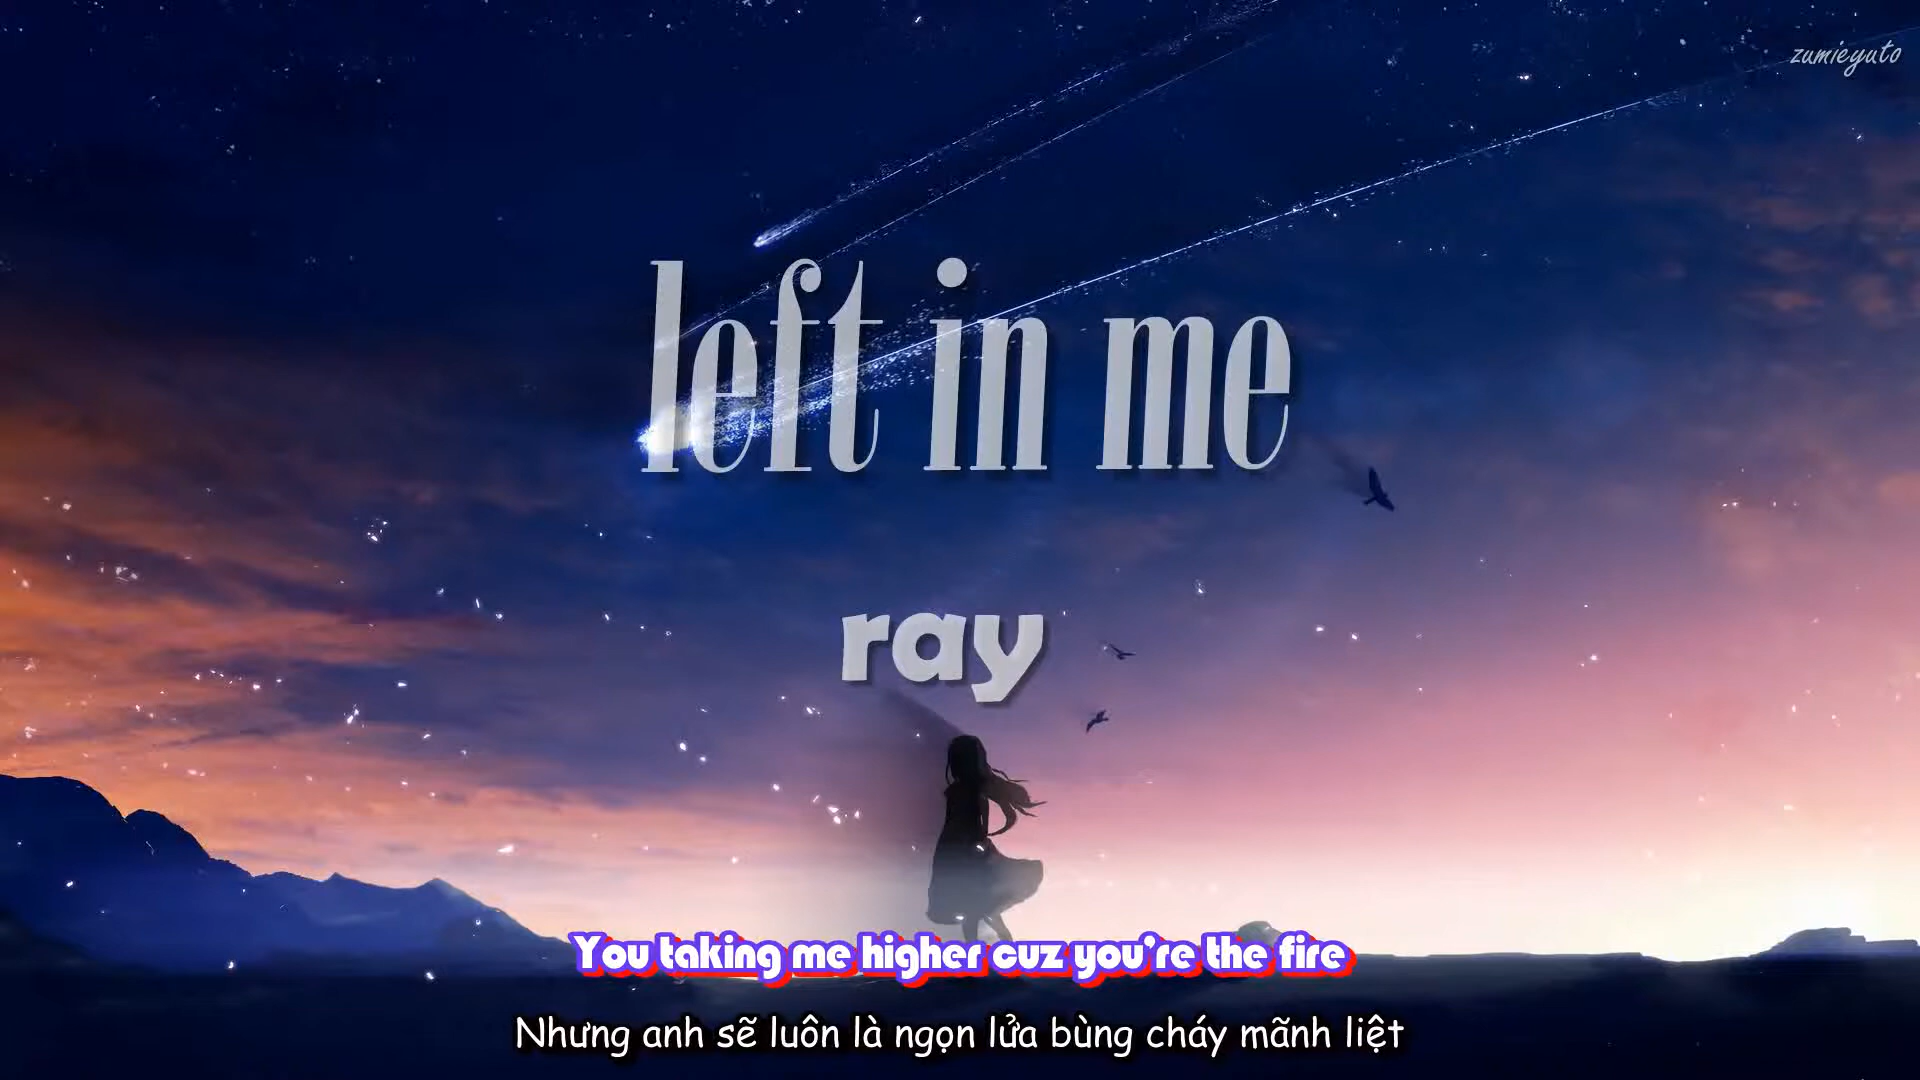 zumieyuto
left in me
ray
You taking me higher cuz you're the fire
Nhưng anh sẽ luôn là ngọn lửa bùng cháy mãnh liệt